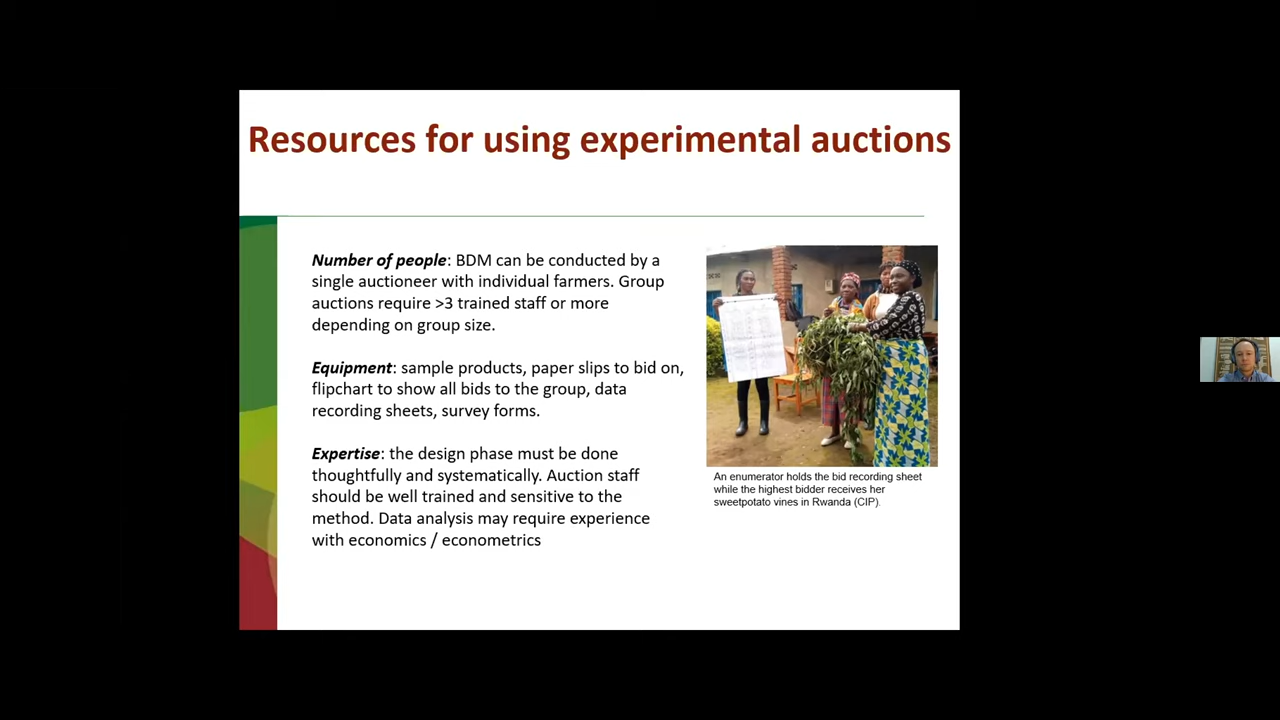 Resources for using experimental auctions
Number of people: BDM can be conducted by a
single auctioneer with individual farmers. Group
auctions require >3 trained staff or more
depending on group size.
Equipment: sample products, paper slips to bid on,
flipchart to show all bids to the group, data
recording sheets, survey forms.
Expertise: the design phase must be done
thoughtfully and systematically. Auction staff
should be well trained and sensitive to the
method. Data analysis may require experience
with economics / econometrics
An enumerator holds the bid recording sheet
while the highest bidder receives her
sweetpotato vines in Rwanda (CIP).